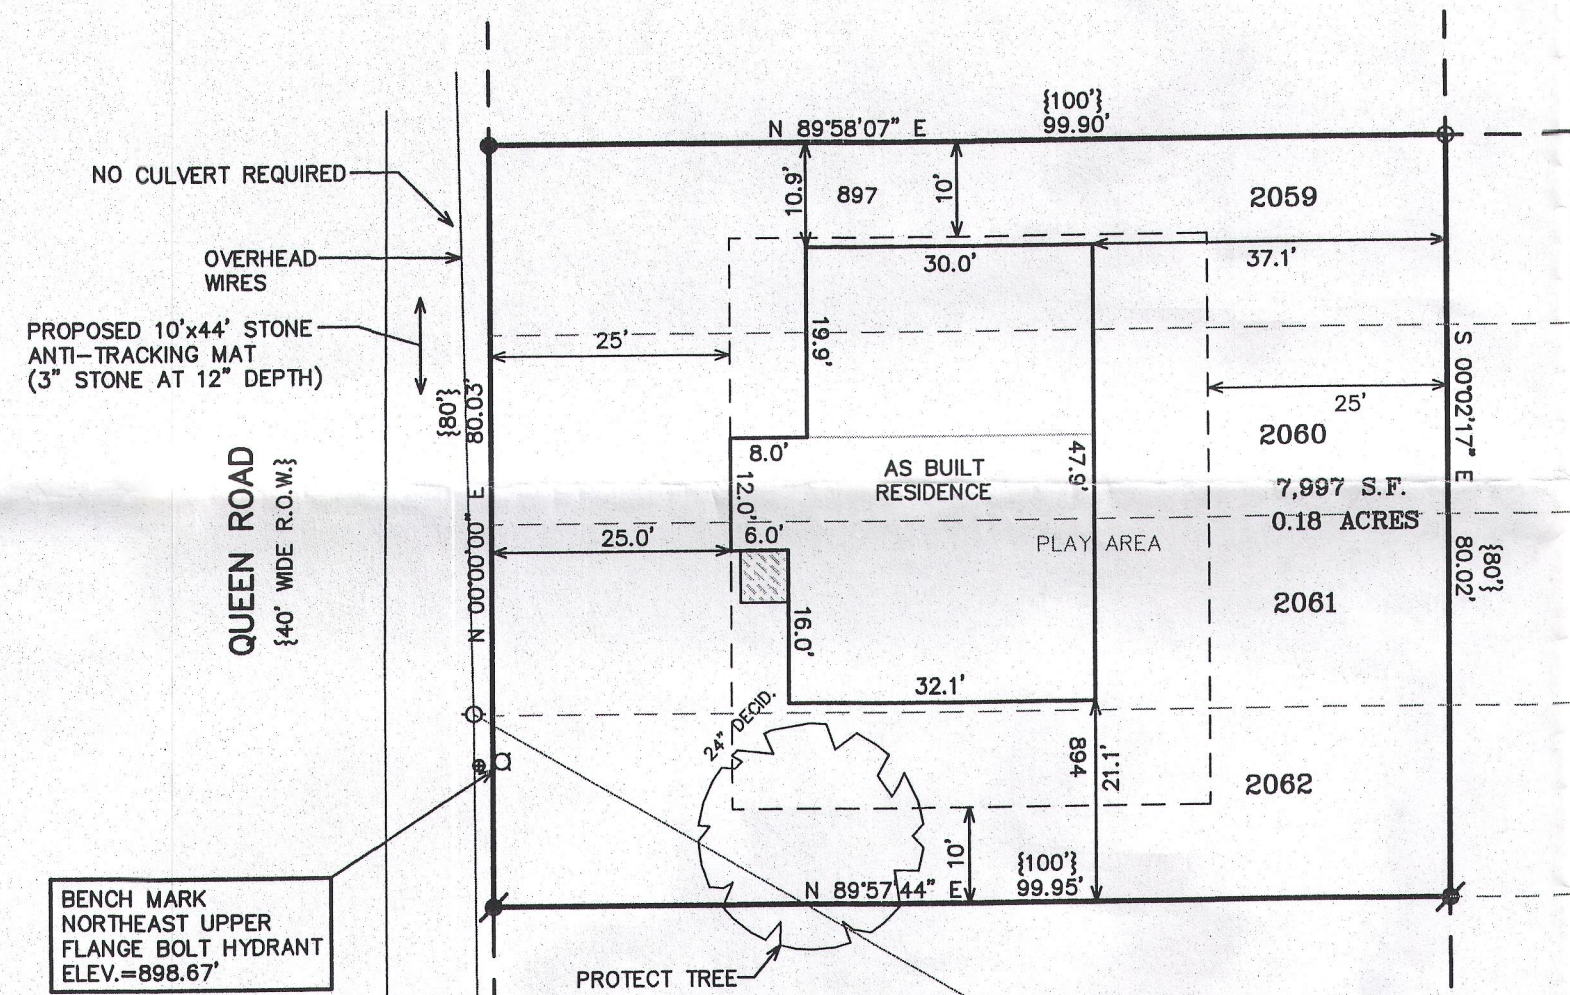 {100'}
N 89°58'07" E
99.90'
NO CULVERT REQUIRED
10.9'
897
10'
2059
OVERHEAD
WIRES
30.0'
37.1'
PROPOSED 10'x44' STONE
ANTI-TRACKING MAT
(3" STONE AT 12" DEPTH)
25'
19.9'
S 00°02'17" E
80.02'
{80'}
25'
{80'}
N 00°00'00" E
80.03'
2060
8.0'
47.9'
AS BUILT
RESIDENCE
QUEEN ROAD
{40' WIDE R.O.W.}
12.0'
7,997 S.F.
0.18 ACRES
25.0'
6.0'
PLAY AREA
2061
16.0'
32.1'
24" DECID.
894
21.1'
2062
10'
{100'}
N 89°57'44" E
99.95'
BENCH MARK
NORTHEAST UPPER
FLANGE BOLT HYDRANT
ELEV.=898.67'
PROTECT TREE